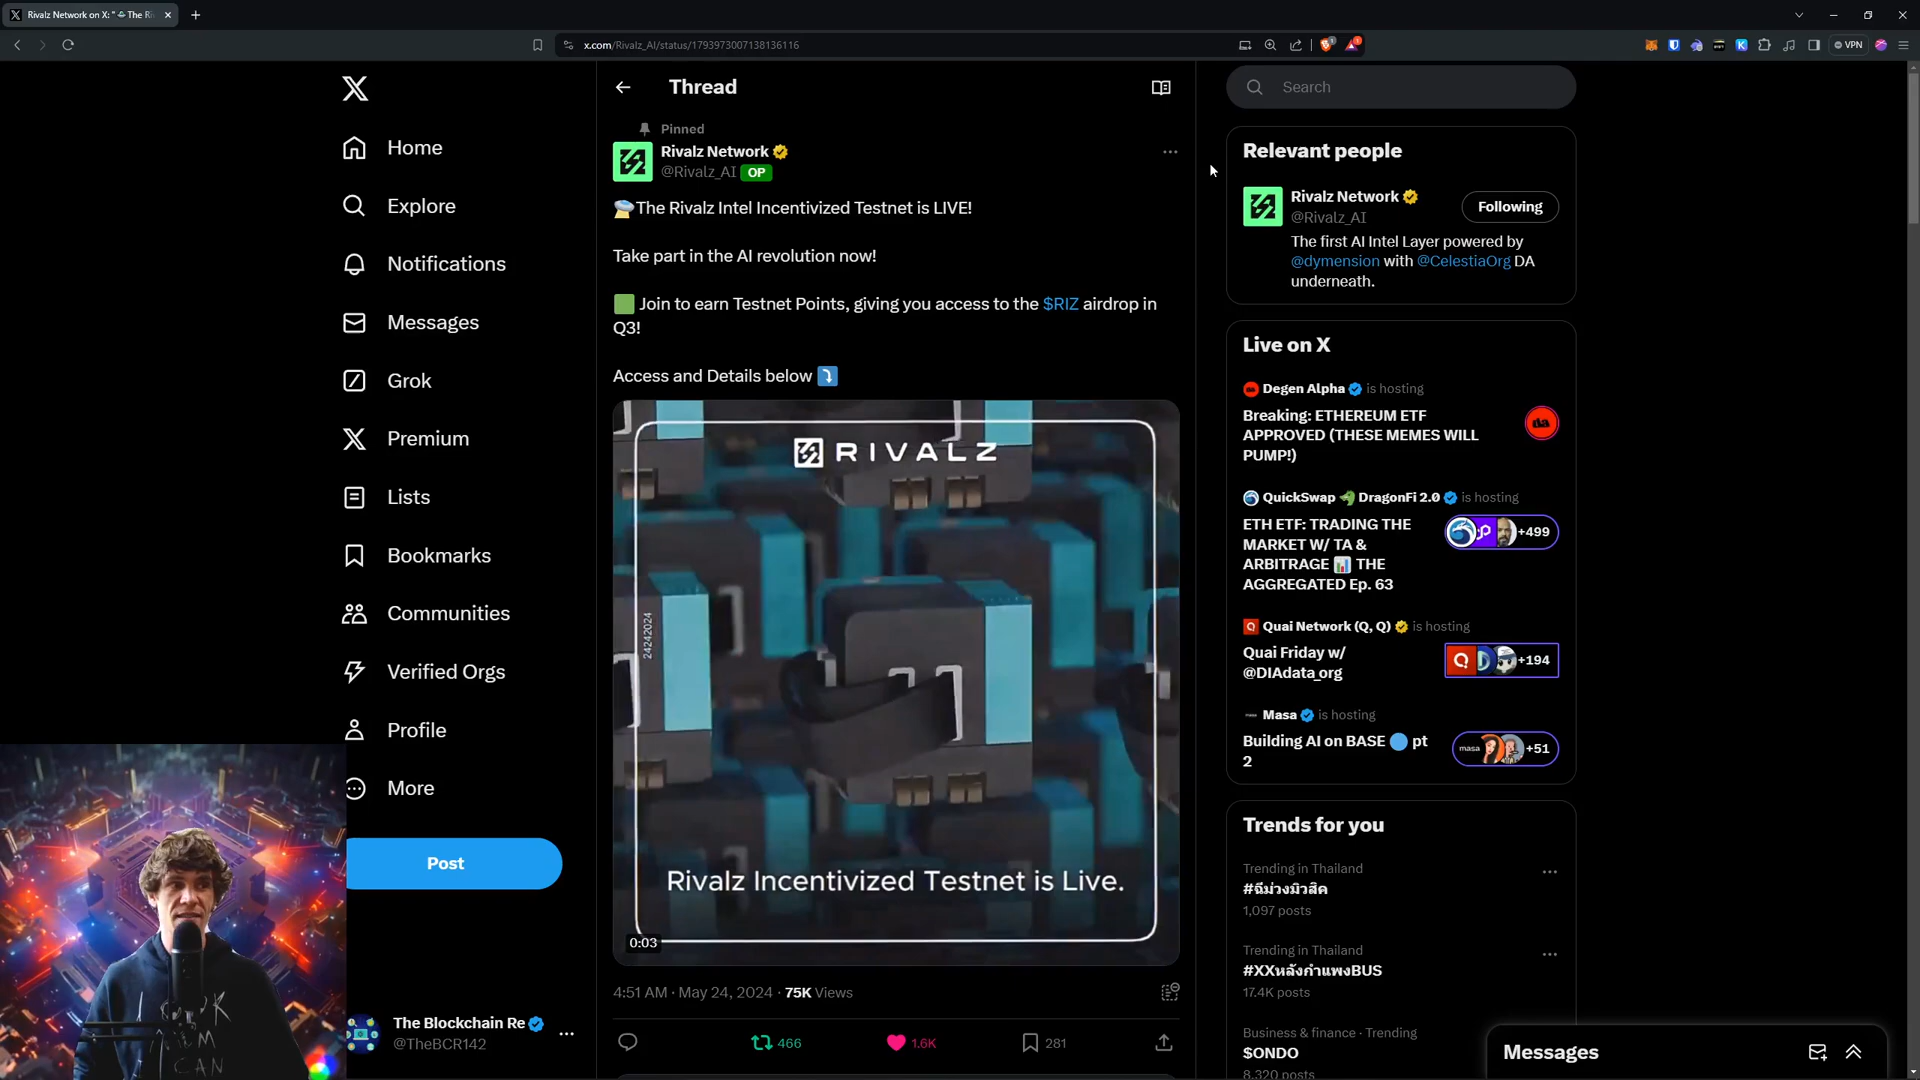 Rivalz Network on X: "
x.com/Rivalz_AI/status/1793973007138136116
VPN
Home
Explore
Notifications
Messages
Grok
Premium
Lists
Bookmarks
Communities
Verified Orgs
Profile
More
Post
The Blockchain Re
@TheBCR142
Thread
Pinned
Rivalz Network
@Rivalz_AI OP
The Rivalz Intel Incentivized Testnet is LIVE!
Take part in the AI revolution now!
Join to earn Testnet Points, giving you access to the $RIZ airdrop in
Q3!
Access and Details below
RIVALZ
24242024
Rivalz Incentivized Testnet is Live.
0:03
4:51 AM · May 24, 2024 · 75K Views
466
1.6K
281
Search
Relevant people
Rivalz Network
@Rivalz_AI
Following
The first AI Intel Layer powered by
@dymension with @CelestiaOrg DA
underneath.
Live on X
Degen Alpha is hosting
Breaking: ETHEREUM ETF
APPROVED (THESE MEMES WILL
PUMP!)
da
QuickSwap DragonFi 2.0 is hosting
ETH ETF: TRADING THE
MARKET W/ TA &
ARBITRAGE THE
AGGREGATED Ep. 63
+499
Quai Network (Q, Q) is hosting
Quai Friday w/
@DIAdata_org
+194
Masa is hosting
Building AI on BASE pt
2
masa
+51
Trends for you
Trending in Thailand
#ฉีม่วงมิวสิค
1,097 posts
Trending in Thailand
#XXหลังกำแพงBUS
17.4K posts
Business & finance · Trending
$ONDO
8,320 posts
Messages